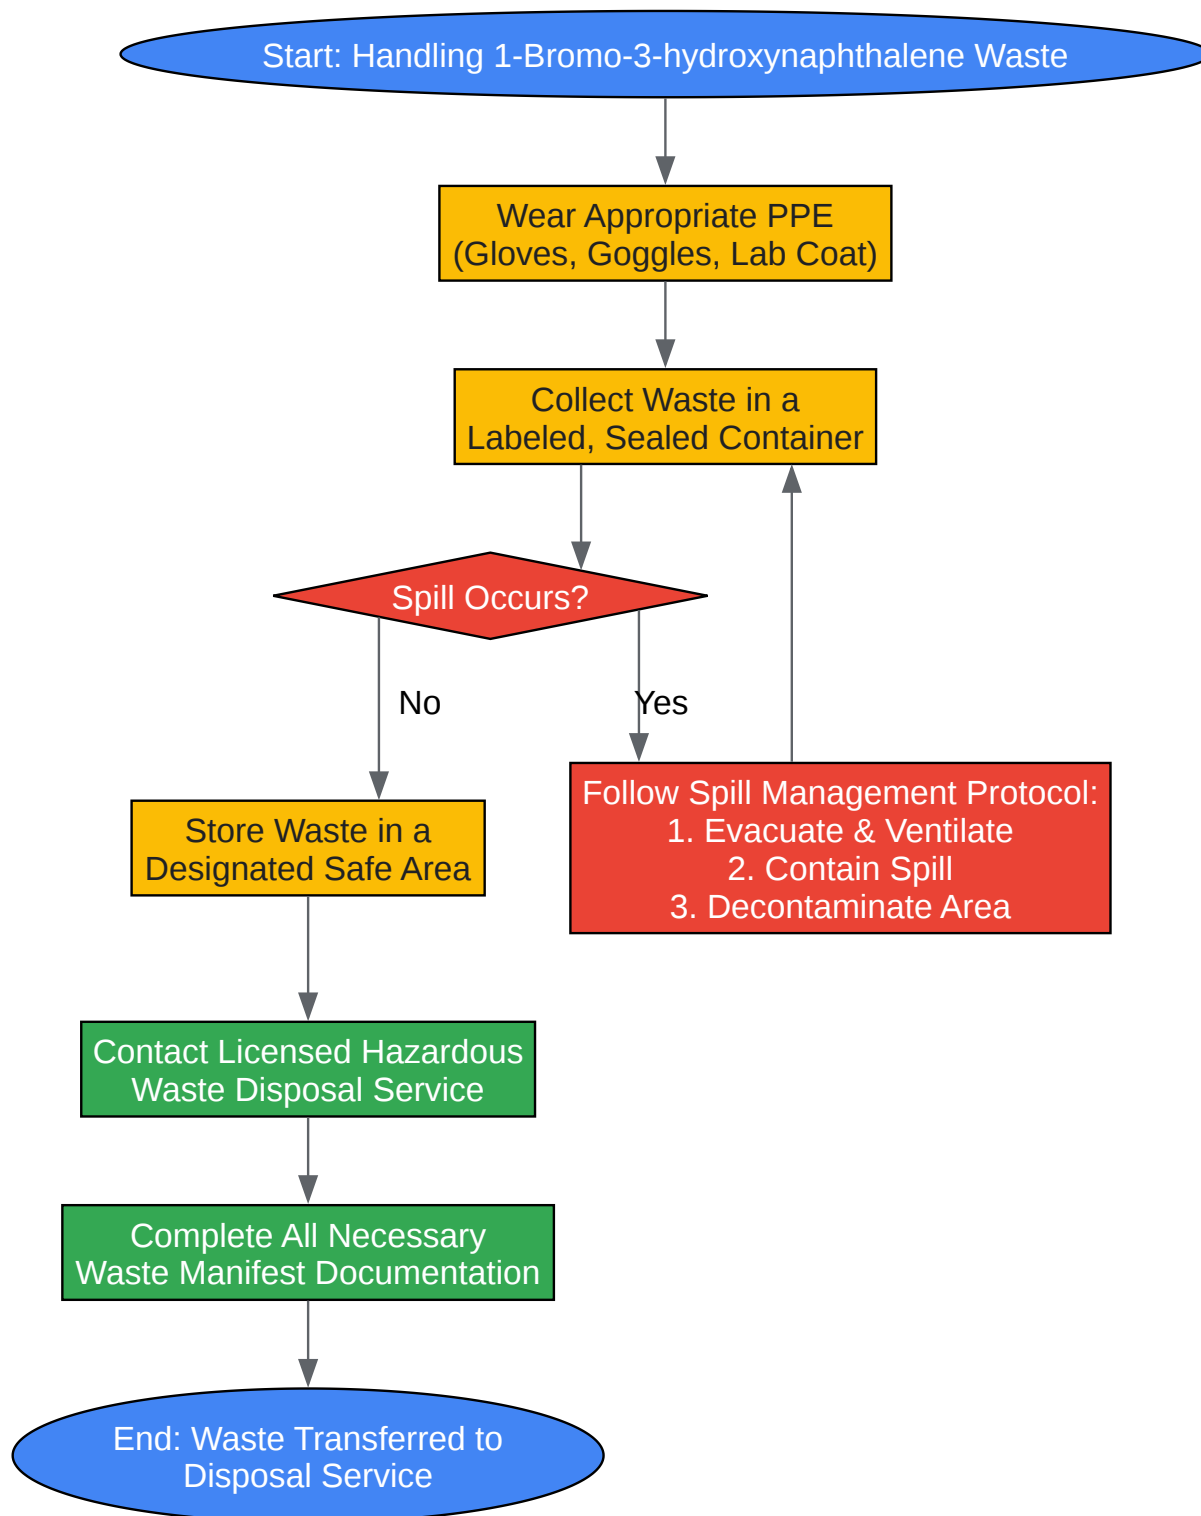 Start: Handling 1-Bromo-3-hydroxynaphthalene Waste
Wear Appropriate PPE
(Gloves, Goggles, Lab Coat)
Collect Waste in a
Labeled, Sealed Container
Spill Occurs?
No
Yes
Follow Spill Management Protocol:
1. Evacuate & Ventilate
2. Contain Spill
3. Decontaminate Area
Store Waste in a
Designated Safe Area
Contact Licensed Hazardous
Waste Disposal Service
Complete All Necessary
Waste Manifest Documentation
End: Waste Transferred to
Disposal Service